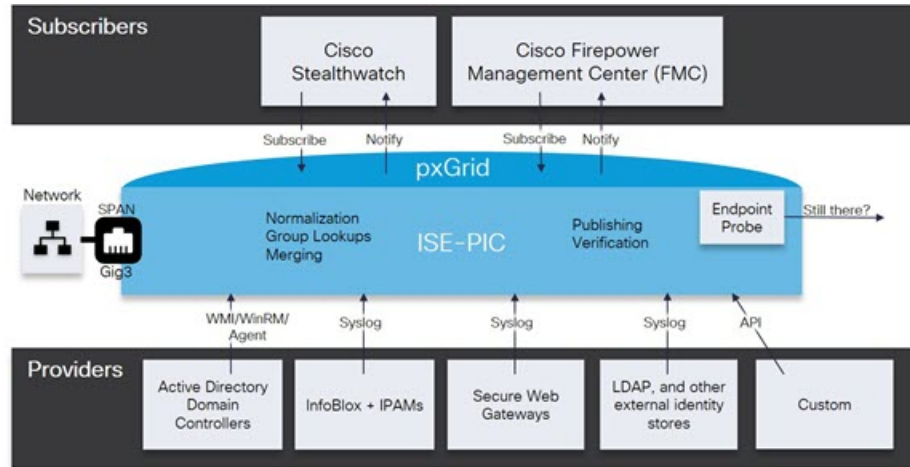 Subscribers
Cisco
Stealthwatch
Cisco Firepower
Management Center (FMC)
Subscribe
Notify
Subscribe
Notify
pxGrid
Network
SPAN
Gig3
Normalization
Group Lookups
Merging
ISE-PIC
Publishing
Verification
Endpoint
Probe
Still there?
WMI/WinRM/
Agent
Syslog
Syslog
Syslog
API
Providers
Active Directory
Domain
Controllers
InfoBlox + IPAMs
Secure Web
Gateways
LDAP, and other
external identity
stores
Custom